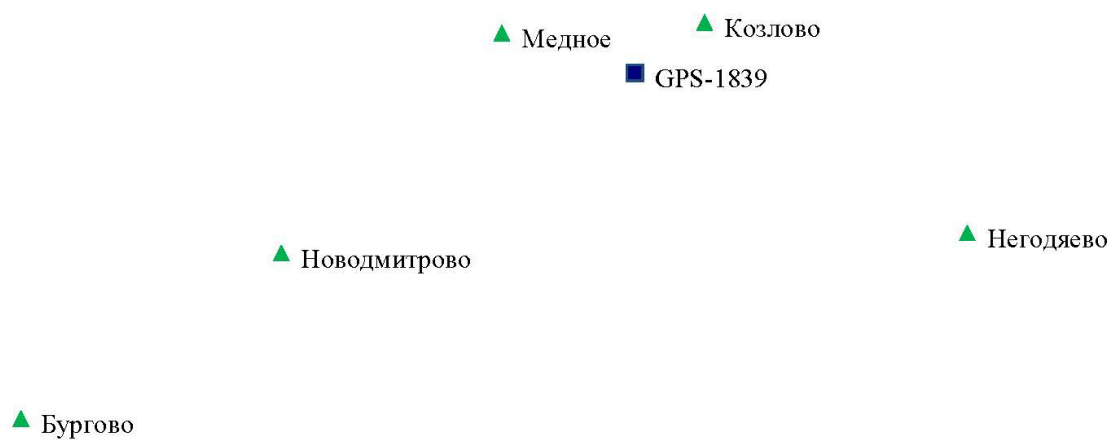 Козлово
Медное
GPS-1839
Негодяево
Новодмитрово
Бургово